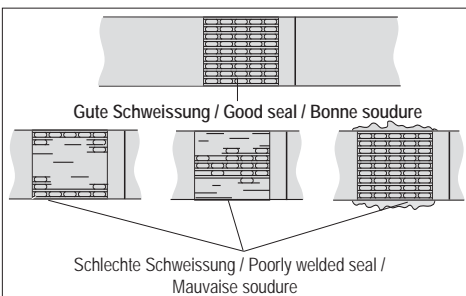 Gute Schweissung / Good seal / Bonne soudure
Schlechte Schweissung / Poorly welded seal /
Mauvaise soudure